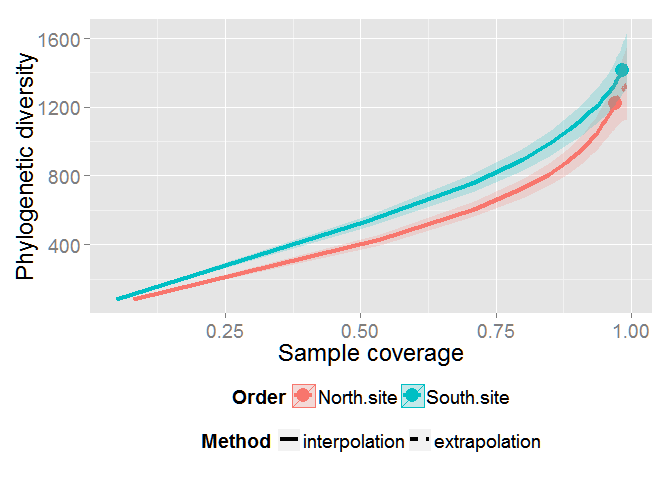 Phylogenetic diversity
1600
1200
800
400
0.25 0.50 0.75 1.00
Sample coverage
Order North.site South.site
Method interpolation extrapolation